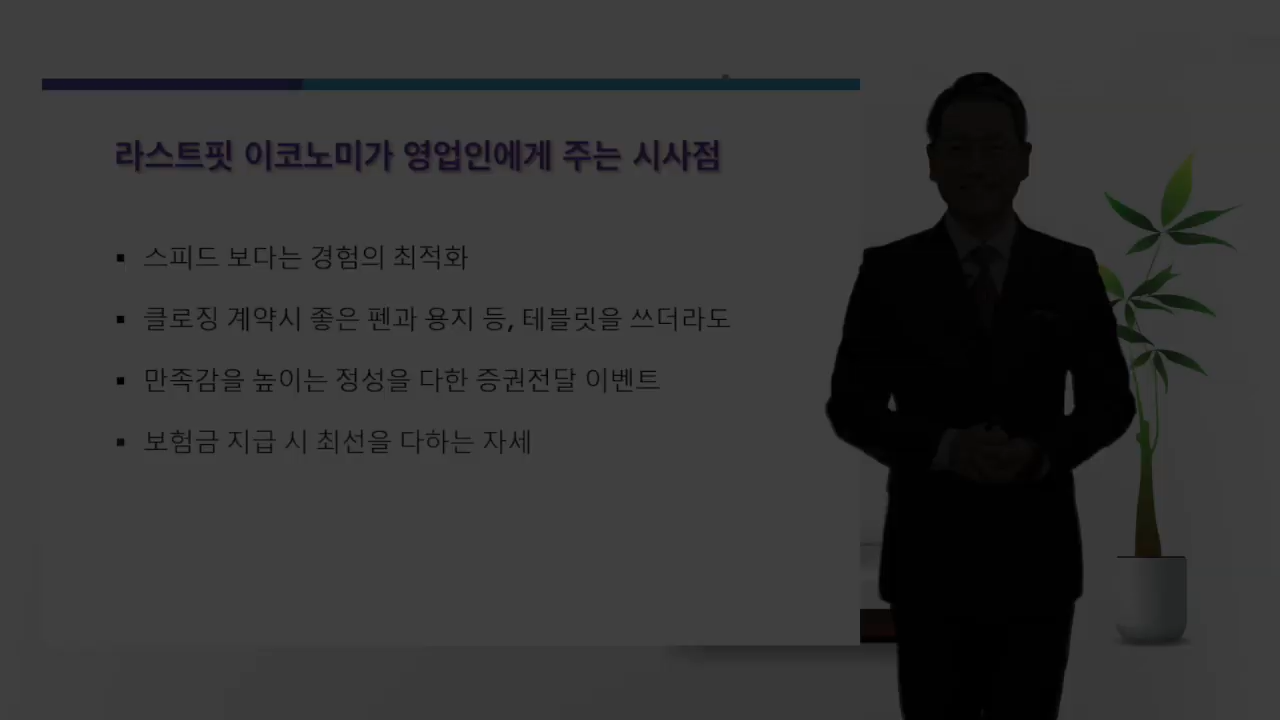 라스트핏 이코노미가 영업인에게 주는 시사점
▪ 스피드 보다는 경험의 최적화
▪ 클로징 계약시 좋은 펜과 용지 등, 테블릿을 쓰더라도
▪ 만족감을 높이는 정성을 다한 증권전달 이벤트
▪ 보험금 지급 시 최선을 다하는 자세